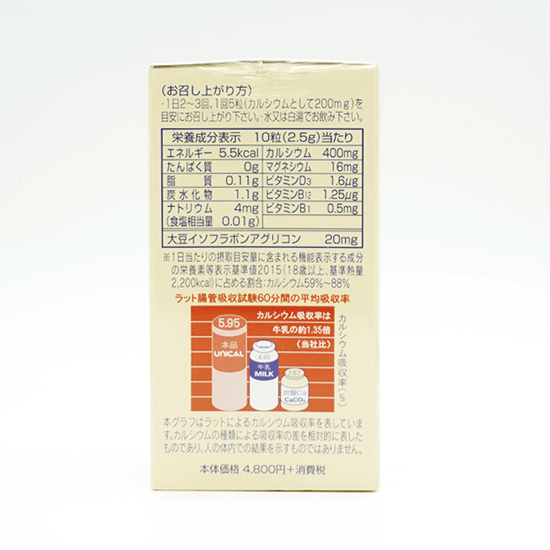 (お召し上がり方)
・1日2〜3回、1回5粒(カルシウムとして200mg)を
目安にお召し上がり下さい。・水又は白湯でお飲み下さい。
栄養成分表示 10粒(2.5g)当たり
エネルギー 5.5kcal カルシウム 400mg
たんぱく質 0g マグネシウム 16mg
脂質 0.11g ビタミンD3 1.6μg
炭水化物 1.1g ビタミンB12 1.25μg
ナトリウム 4mg ビタミンB1 0.5mg
(食塩相当量 0.01g)
大豆イソフラボンアグリコン 20mg
※1日当たりの摂取目安量に含まれる機能表示する成分
の栄養素等表示基準値2015(18歳以上、基準熱量
2,200kcal)に占める割合:カルシウム59%〜88%
ラット腸管吸収試験60分間の平均吸収率
カルシウム吸収率は
牛乳の約1.35倍
(当社比)
5.95
本品
UNICAL
4.40
牛乳
MILK
炭酸Ca
CaCO3
カルシウム吸収率(%)
本グラフはラットによるカルシウム吸収率を表していま
す。カルシウムの種類による吸収率の差を相対的に表した
ものであり、人の体内での結果を示すものではありません。
本体価格 4,800円+消費税